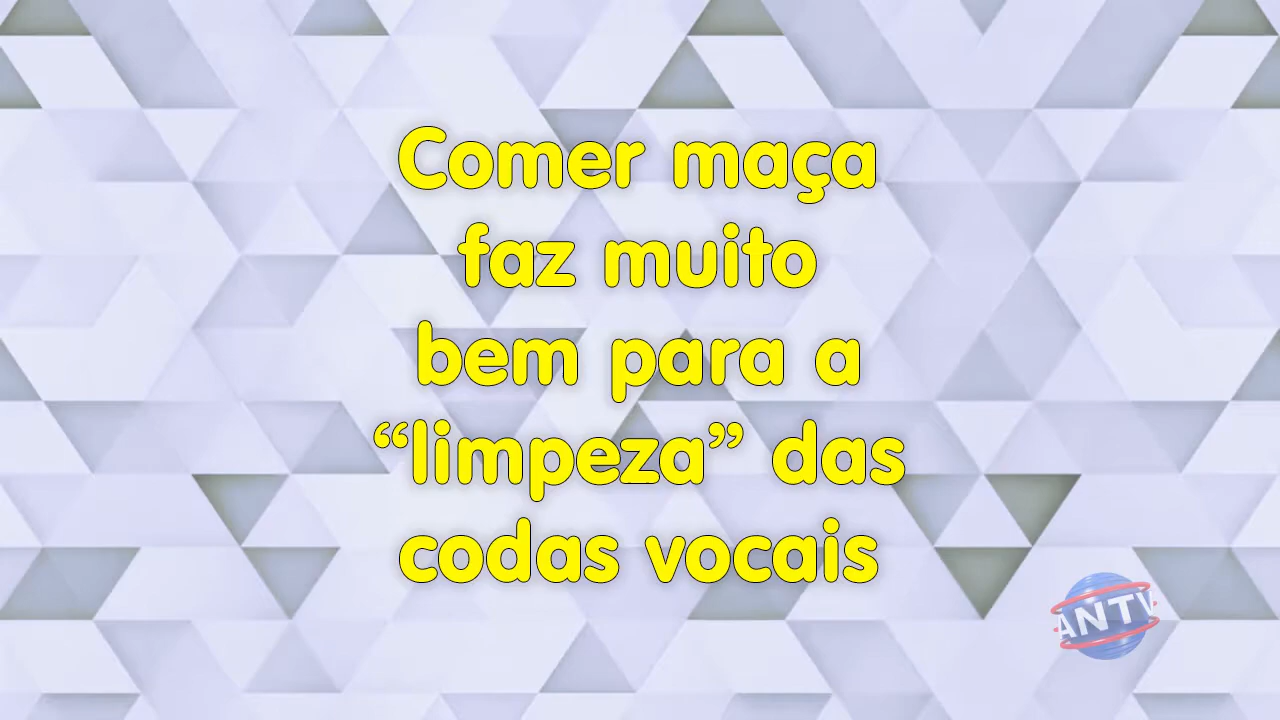 Comer maça
faz muito
bem para a
“limpeza” das
codas vocais
ANTV